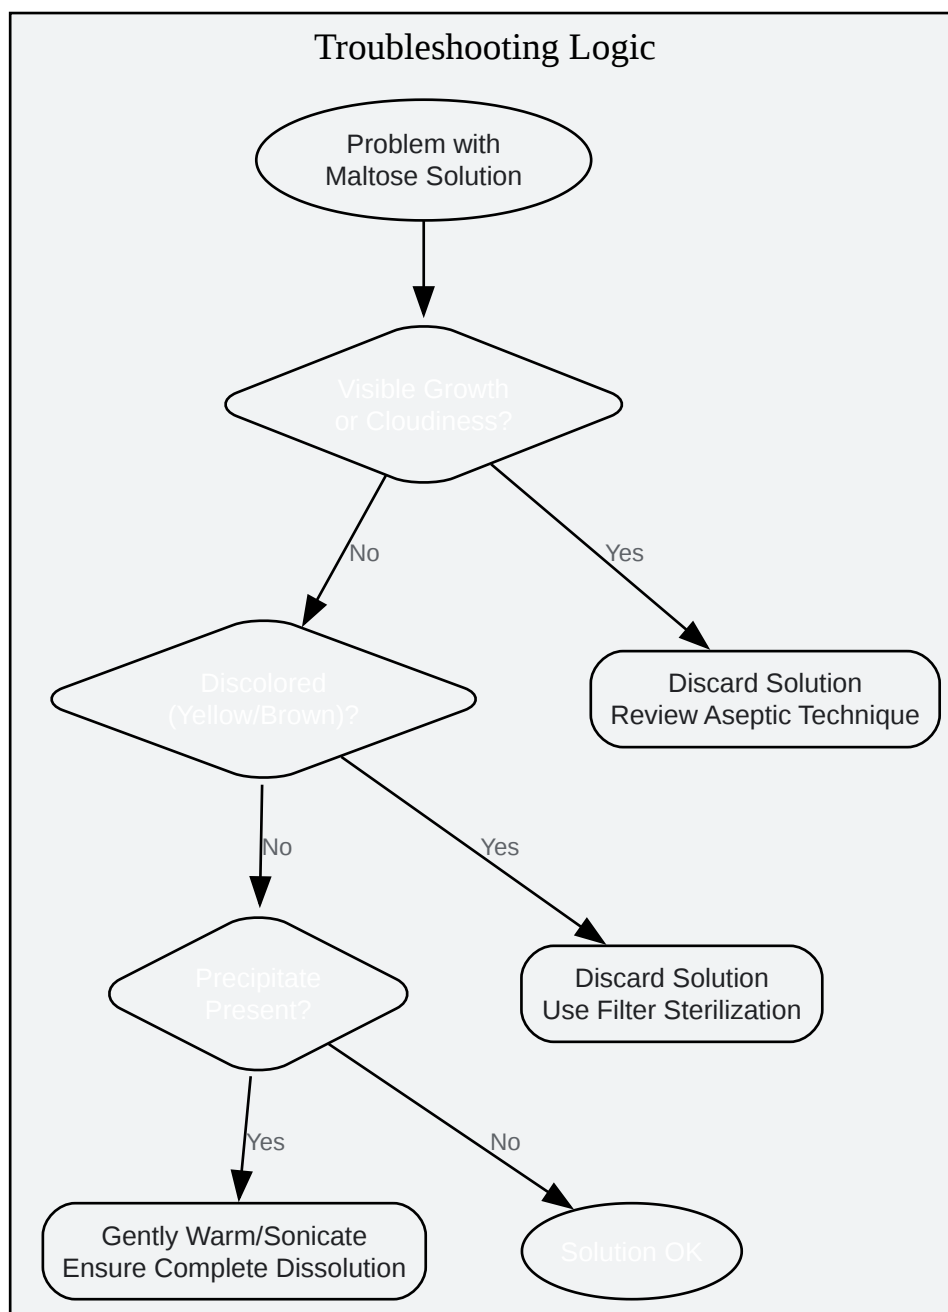 Troubleshooting Logic
Problem with
Maltose Solution
Visible Growth
or Cloudiness?
No
Yes
Discolored
(Yellow/Brown)?
Discard Solution
Review Aseptic Technique
No
Yes
Precipitate
Present?
Discard Solution
Use Filter Sterilization
Yes
No
Gently Warm/Sonicate
Ensure Complete Dissolution
Solution OK